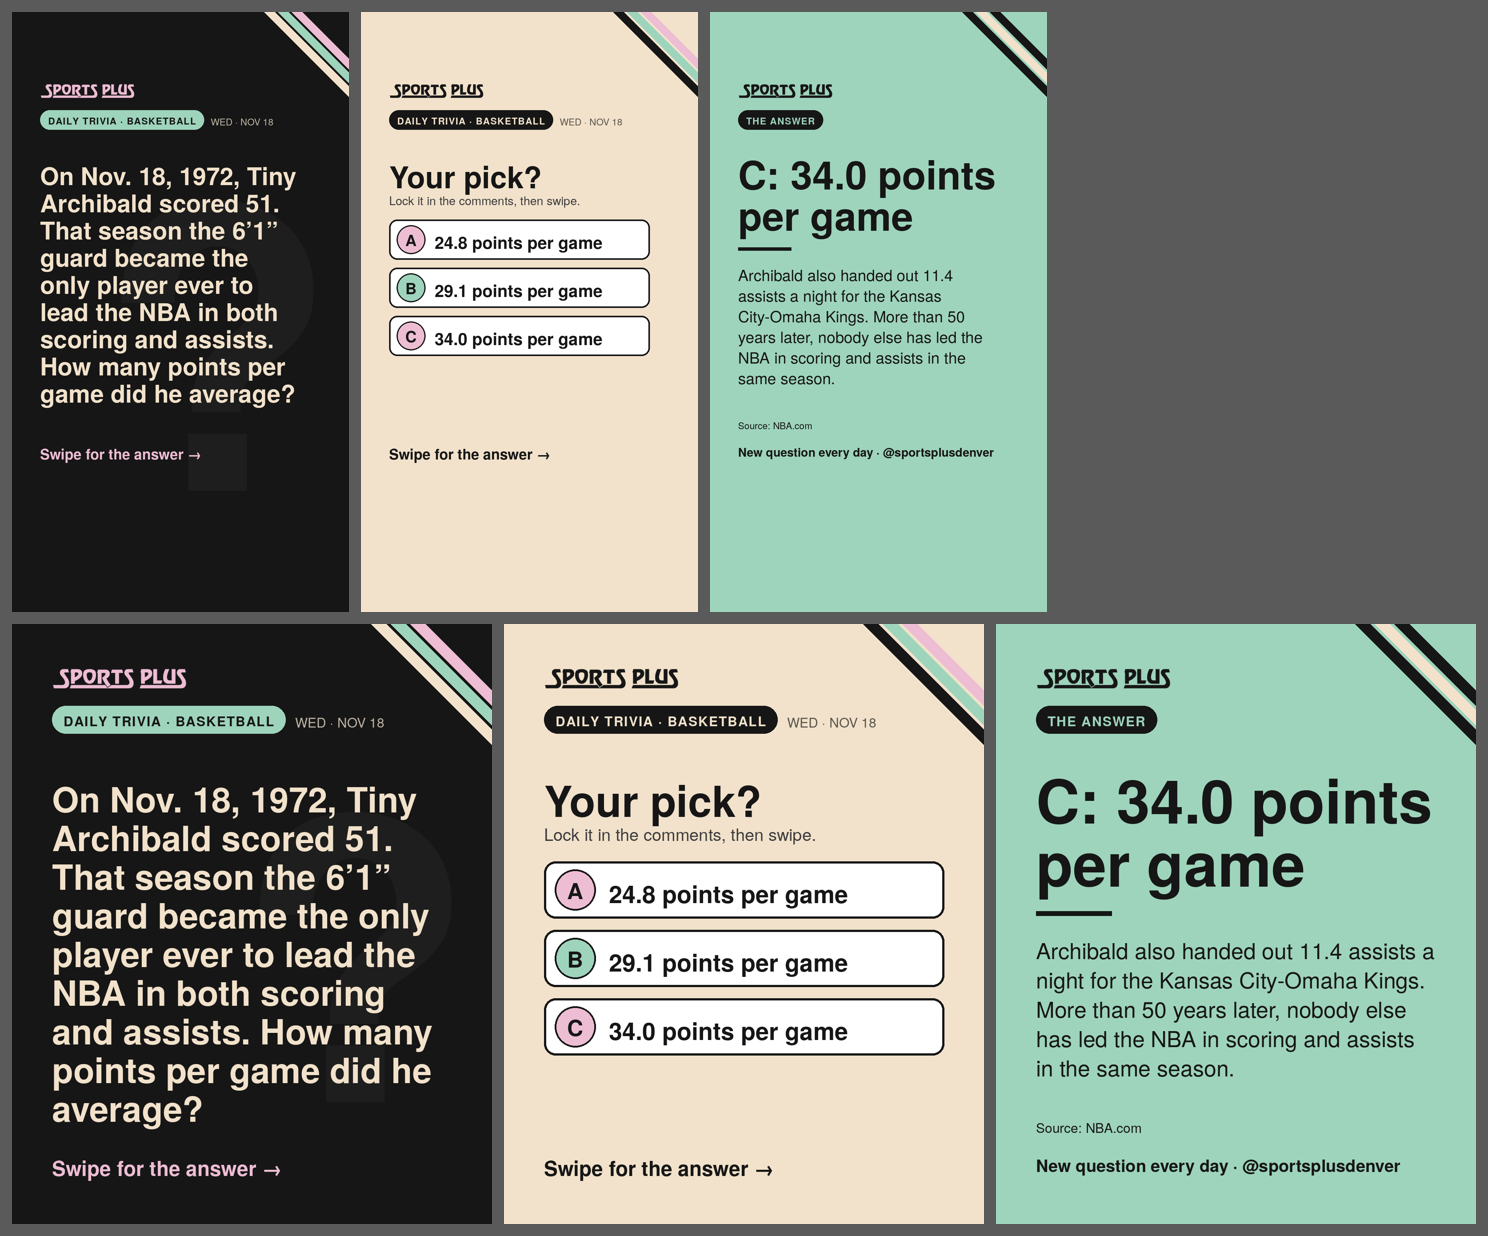 SPORTS PLUS
DAILY TRIVIA · BASKETBALL WED · NOV 18
On Nov. 18, 1972, Tiny
Archibald scored 51.
That season the 6’1”
guard became the
only player ever to
lead the NBA in both
scoring and assists.
How many points per
game did he average?
Swipe for the answer →
SPORTS PLUS
DAILY TRIVIA · BASKETBALL WED · NOV 18
Your pick?
Lock it in the comments, then swipe.
A 24.8 points per game
B 29.1 points per game
C 34.0 points per game
Swipe for the answer →
SPORTS PLUS
THE ANSWER
C: 34.0 points
per game
Archibald also handed out 11.4
assists a night for the Kansas
City-Omaha Kings. More than 50
years later, nobody else has led the
NBA in scoring and assists in the
same season.
Source: NBA.com
New question every day · @sportsplusdenver
SPORTS PLUS
DAILY TRIVIA · BASKETBALL WED · NOV 18
On Nov. 18, 1972, Tiny
Archibald scored 51.
That season the 6’1”
guard became the only
player ever to lead the
NBA in both scoring
and assists. How many
points per game did he
average?
Swipe for the answer →
SPORTS PLUS
DAILY TRIVIA · BASKETBALL WED · NOV 18
Your pick?
Lock it in the comments, then swipe.
A 24.8 points per game
B 29.1 points per game
C 34.0 points per game
Swipe for the answer →
SPORTS PLUS
THE ANSWER
C: 34.0 points
per game
Archibald also handed out 11.4 assists a
night for the Kansas City-Omaha Kings.
More than 50 years later, nobody else
has led the NBA in scoring and assists
in the same season.
Source: NBA.com
New question every day · @sportsplusdenver